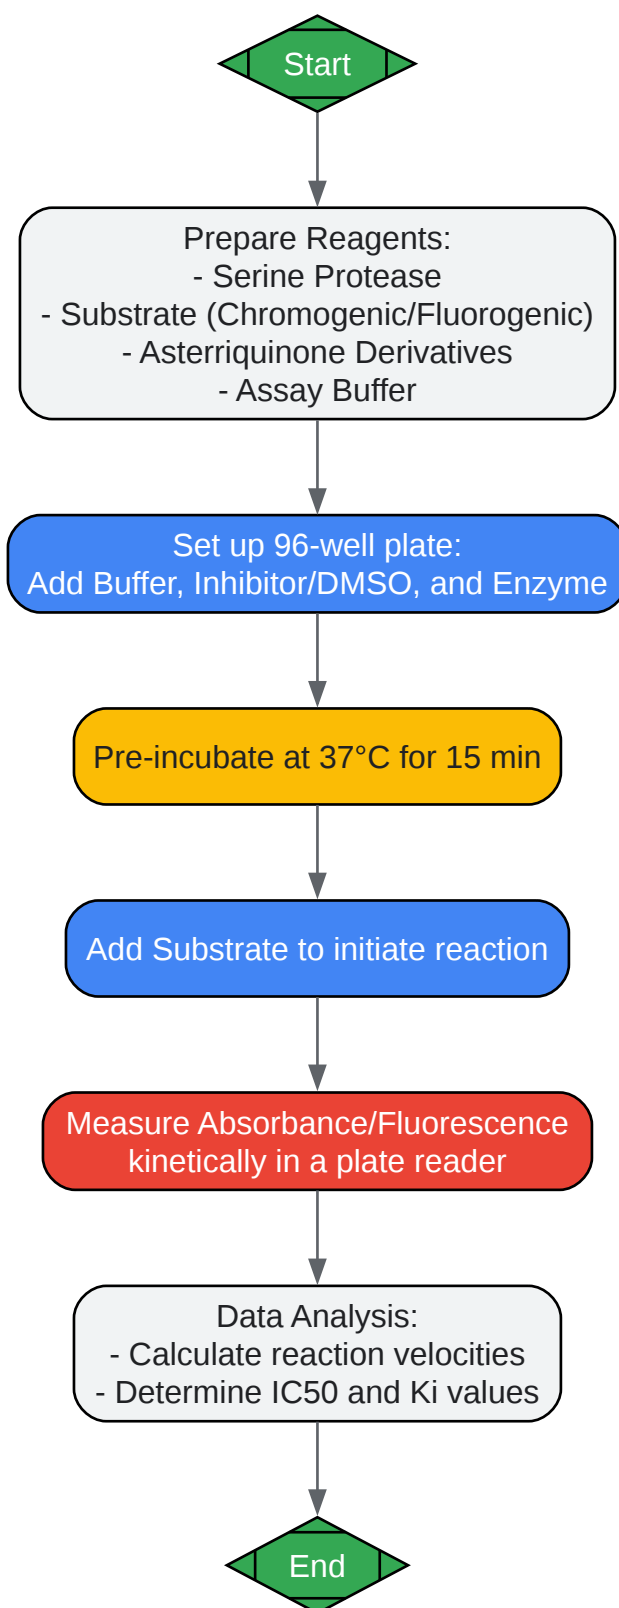 Start
Prepare Reagents:
- Serine Protease
- Substrate (Chromogenic/Fluorogenic)
- Asterriquinone Derivatives
- Assay Buffer
Set up 96-well plate:
Add Buffer, Inhibitor/DMSO, and Enzyme
Pre-incubate at 37°C for 15 min
Add Substrate to initiate reaction
Measure Absorbance/Fluorescence
kinetically in a plate reader
Data Analysis:
- Calculate reaction velocities
- Determine IC50 and Ki values
End